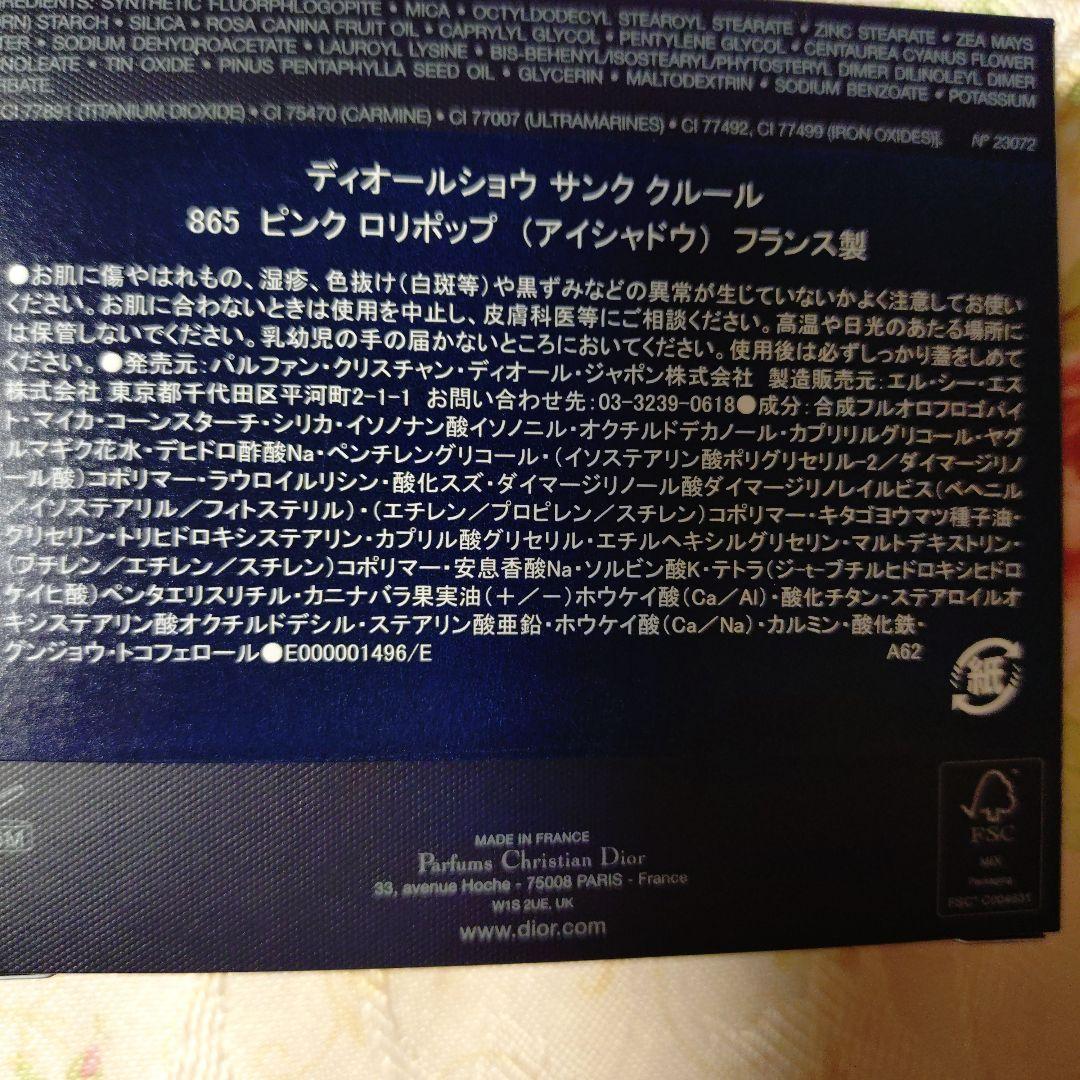 INGREDIENTS: SYNTHETIC FLUORPHLOGOPITE • MICA • OCTYLDODECYL STEAROYL STEARATE • ZINC STEARATE • ZEA MAYS
STARCH • SILICA • ROSA CANINA FRUIT OIL • CAPRYLYL GLYCOL • PENTYLENE GLYCOL • CENTAUREA CYANUS FLOWER
• SODIUM DEHYDROACETATE • LAUROYL LYSINE • BIS-BEHENYL/ISOSTEARYL/PHYTOSTERYL DIMER DILINOLEYL DIMER
• TIN OXIDE • PINUS PENTAPHYLLA SEED OIL • GLYCERIN • MALTODEXTRIN • SODIUM BENZOATE • POTASSIUM
CI 77891 (TITANIUM DIOXIDE) • CI 75470 (CARMINE) • CI 77007 (ULTRAMARINES) • CI 77492, CI 77499 (IRON OXIDES)]. N° 23072
ディオールショウ サンク クルール
865 ピンク ロリポップ （アイシャドウ） フランス製
●お肌に傷やはれもの、湿疹、色抜け（白斑等）や黒ずみなどの異常が生じていないかよく注意してお使い
ください。お肌に合わないときは使用を中止し、皮膚科医等にご相談ください。高温や日光のあたる場所に
は保管しないでください。乳幼児の手の届かないところにおいてください。使用後は必ずしっかり蓋をしめて
ください。●発売元：パルファン・クリスチャン・ディオール・ジャポン株式会社 製造販売元：エル・シー・エス
株式会社 東京都千代田区平河町2-1-1 お問い合わせ先：03-3239-0618●成分：合成フルオロフロゴパイ
ト・マイカ・コーンスターチ・シリカ・イソノナン酸イソノニル・オクチルドデカノール・カプリリルグリコール・ヤグ
ルマギク花水・デヒドロ酢酸Na・ペンチレングリコール・（イソステアリン酸ポリグリセリル-2／ダイマージリノ
ール酸）コポリマー・ラウロイルリシン・酸化スズ・ダイマージリノール酸ダイマージリノレイルビス（ベヘニル
／イソステアリル／フィトステリル）・（エチレン／プロピレン／スチレン）コポリマー・キタゴヨウマツ種子油・
グリセリン・トリヒドロキシステアリン・カプリル酸グリセリル・エチルヘキシルグリセリン・マルトデキストリン・
（ブチレン／エチレン／スチレン）コポリマー・安息香酸Na・ソルビン酸K・テトラ（ジ-t-ブチルヒドロキシヒドロ
ケイヒ酸）ペンタエリスリチル・カニナバラ果実油（＋／－）ホウケイ酸（Ca／Al）・酸化チタン・ステアロイルオ
キシステアリン酸オクチルドデシル・ステアリン酸亜鉛・ホウケイ酸（Ca／Na）・カルミン・酸化鉄・
グンジョウ・トコフェロール●E000001496/E A62
紙
FSC
MIX
Packaging
MADE IN FRANCE
Parfums Christian Dior
33, avenue Hoche - 75008 PARIS - France
W1S 2UE, UK
www.dior.com